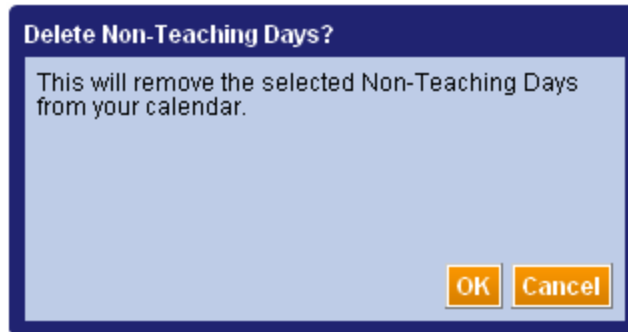 Delete Non-Teaching Days?
This will remove the selected Non-Teaching Days
from your calendar.
OK Cancel